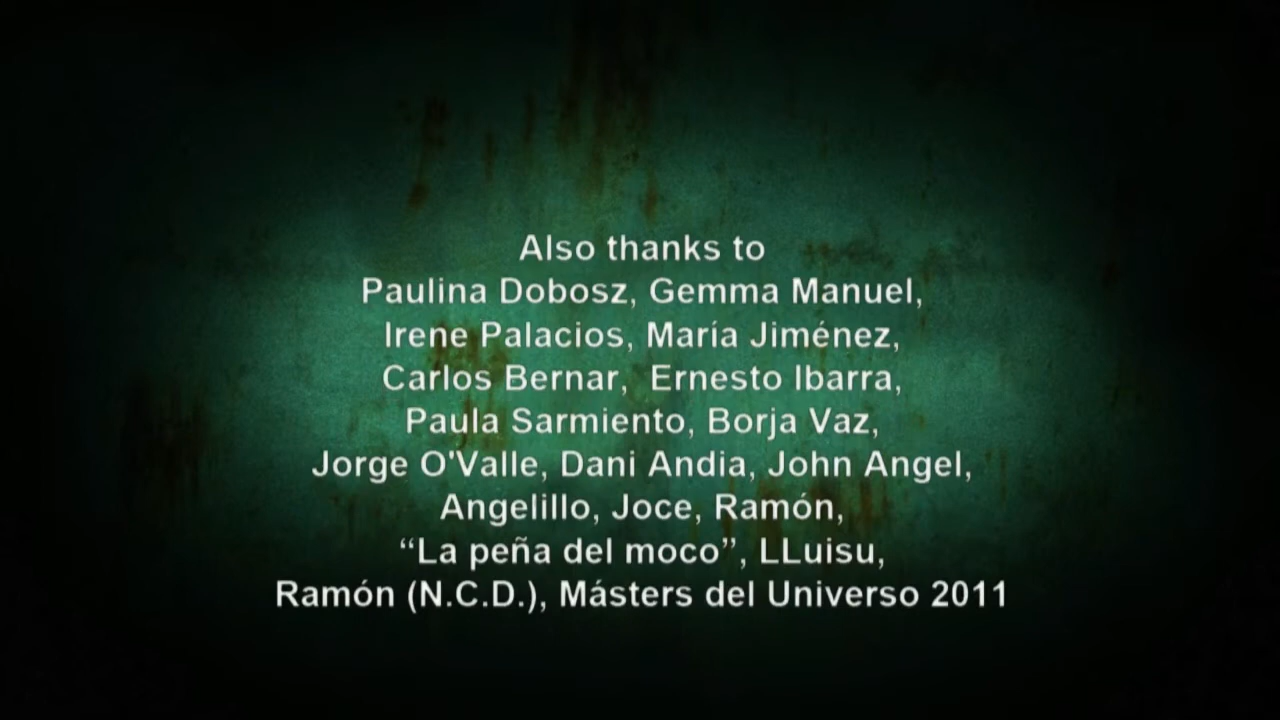 Also thanks to
Paulina Dobosz, Gemma Manuel,
Irene Palacios, María Jiménez,
Carlos Bernar,  Ernesto Ibarra,
Paula Sarmiento, Borja Vaz,
Jorge O'Valle, Dani Andia, John Angel,
Angelillo, Joce, Ramón,
“La peña del moco”, LLuisu,
Ramón (N.C.D.), Másters del Universo 2011